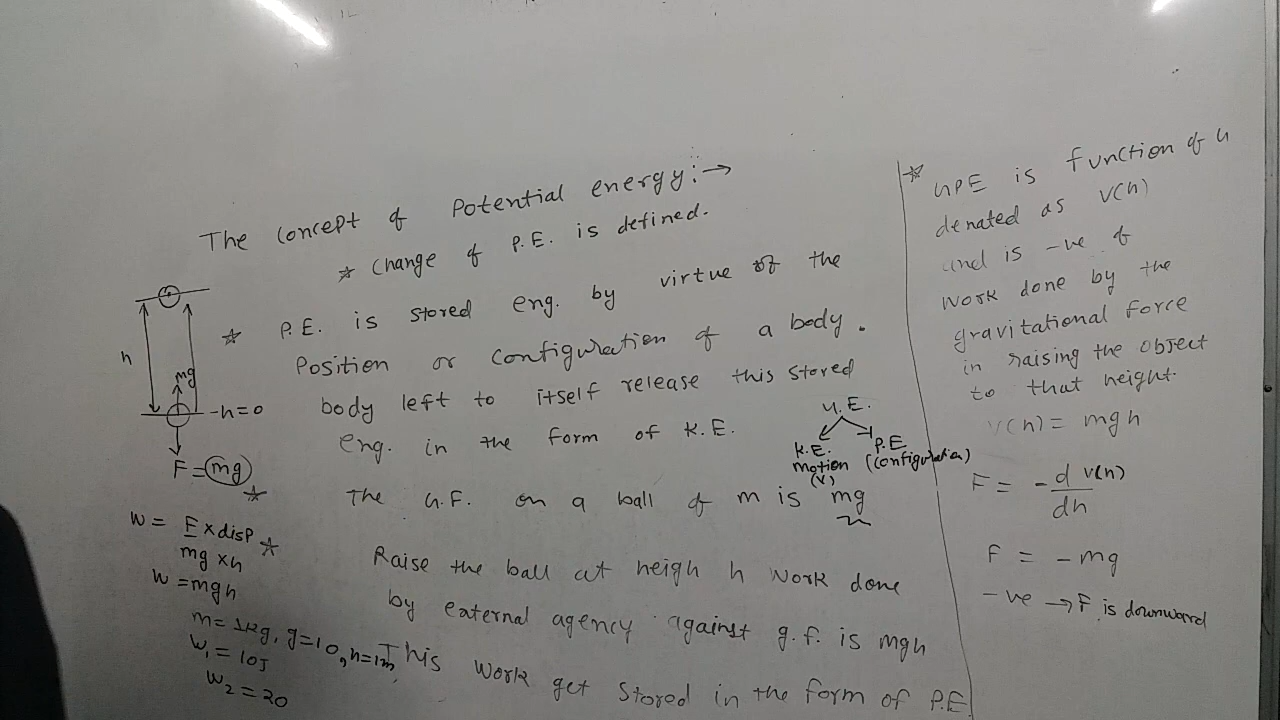 The Concept of Potential energy:→
* Change of P.E. is defined.
* P.E. is stored eng. by virtue of the
Position or Configuration of a body.
body left to itself release this stored
eng. in the form of K.E.
M.E.
K.E. P.E
motion (Configuration)
(V)
* The G.F. on a ball of m is mg
* Raise the ball at heigh h work done
by external agency against g.f. is mgh
This work get stored in the form of P.E.
h
mg
-h=0
F=mg
W = F x disp
mg x h
W = mgh
m= 1kg, g=10, h=1m
W₁ = 10J
W₂ = 20
* GPE is function of h
denated as V(h)
and is -ve of
work done by the
gravitational force
in raising the object
to that height.
V(h) = mgh
F = - d V(h)
dh
F = - mg
-ve → F is downward